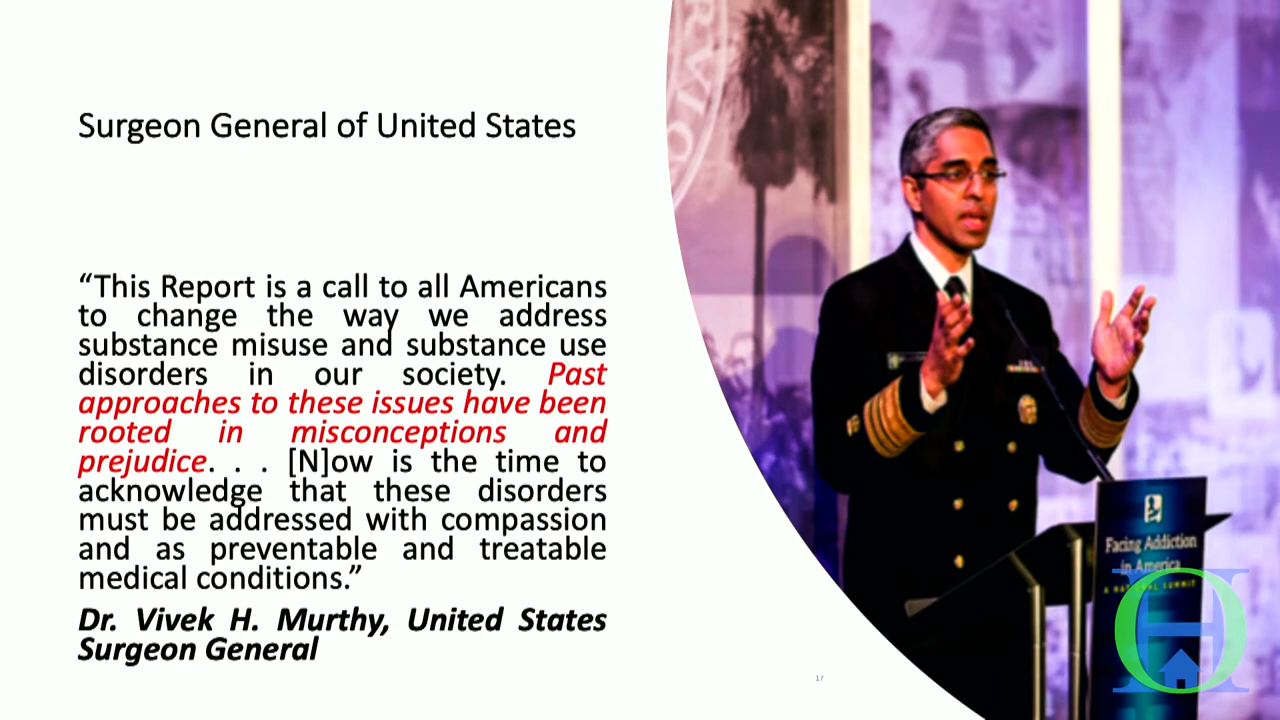 Surgeon General of United States
“This Report is a call to all Americans
to change the way we address
substance misuse and substance use
disorders in our society. Past
approaches to these issues have been
rooted in misconceptions and
prejudice. . . [N]ow is the time to
acknowledge that these disorders
must be addressed with compassion
and as preventable and treatable
medical conditions.”
Dr. Vivek H. Murthy, United States
Surgeon General
Facing Addiction
in America
17